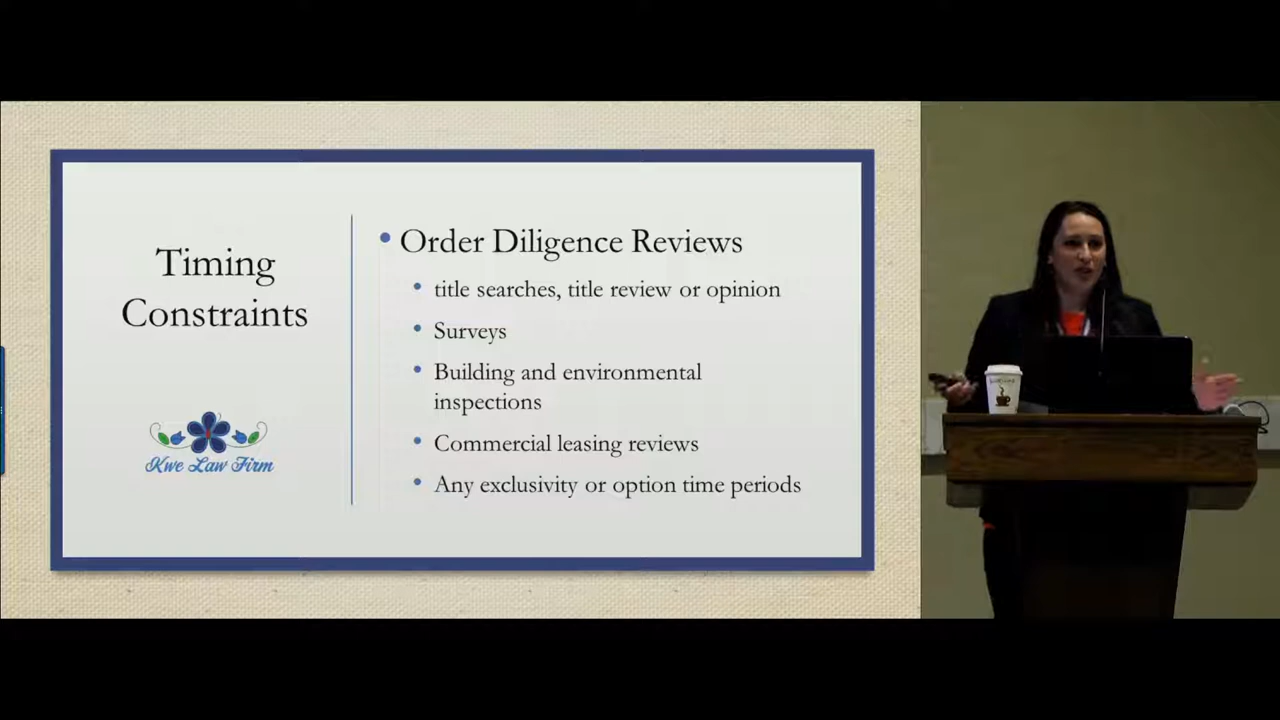 Timing
Constraints
Kwe Law Firm
Order Diligence Reviews
title searches, title review or opinion
Surveys
Building and environmental
inspections
Commercial leasing reviews
Any exclusivity or option time periods